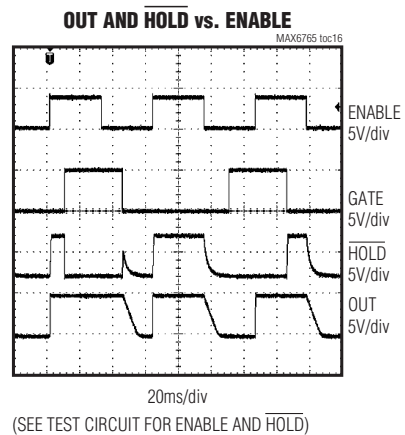 OUT AND HOLD vs. ENABLE
MAX6765 toc16
ENABLE
5V/div
GATE
5V/div
HOLD
5V/div
OUT
5V/div
20ms/div
(SEE TEST CIRCUIT FOR ENABLE AND HOLD)